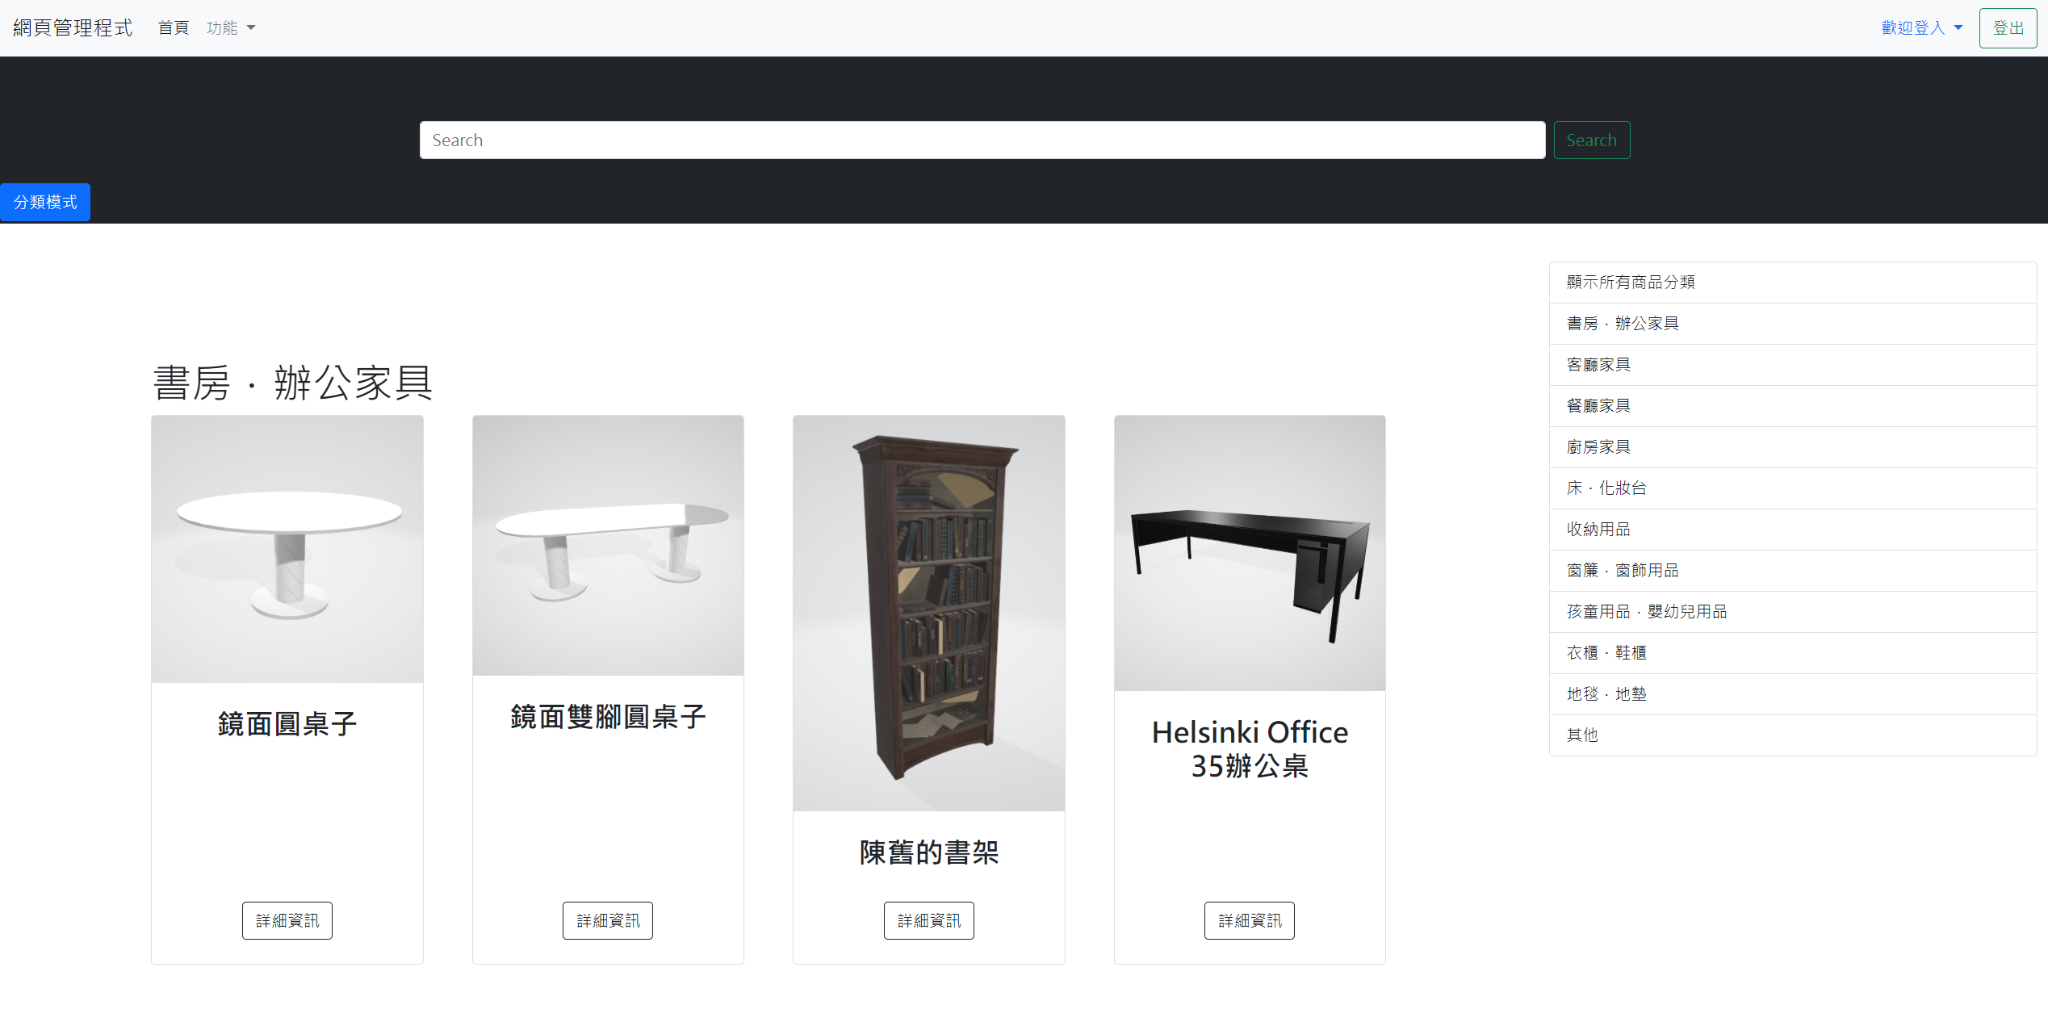 網頁管理程式 首頁 功能 歡迎登入 登出
Search Search
分類模式
顯示所有商品分類
書房．辦公家具
客廳家具
餐廳家具
廚房家具
床．化妝台
收納用品
窗簾．窗飾用品
孩童用品．嬰幼兒用品
衣櫃．鞋櫃
地毯．地墊
其他
書房．辦公家具
鏡面圓桌子
詳細資訊
鏡面雙腳圓桌子
詳細資訊
陳舊的書架
詳細資訊
Helsinki Office
35辦公桌
詳細資訊